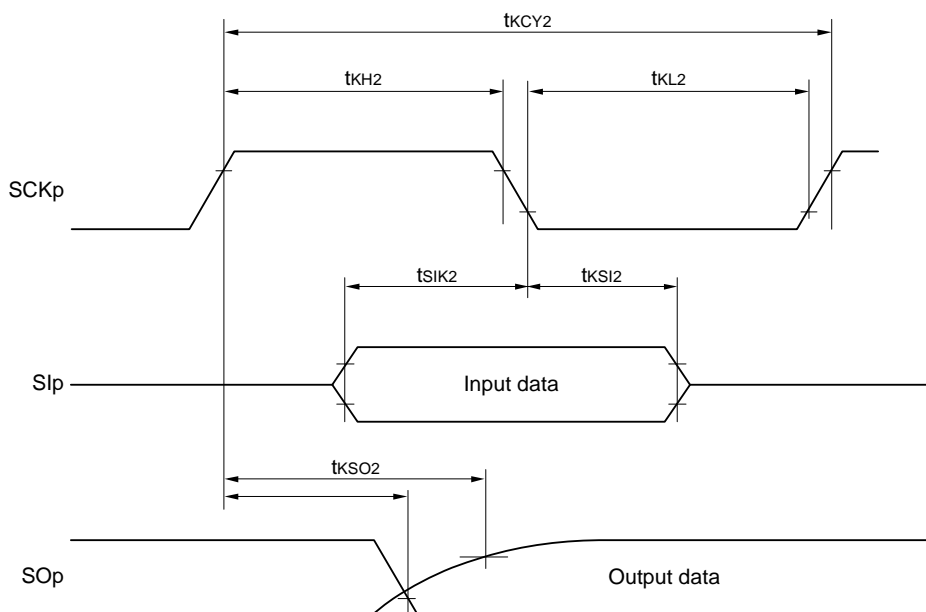 tKCY2
tKH2
tKL2
SCKp
tSIK2
tKSI2
SIp
Input data
tKSO2
SOp
Output data